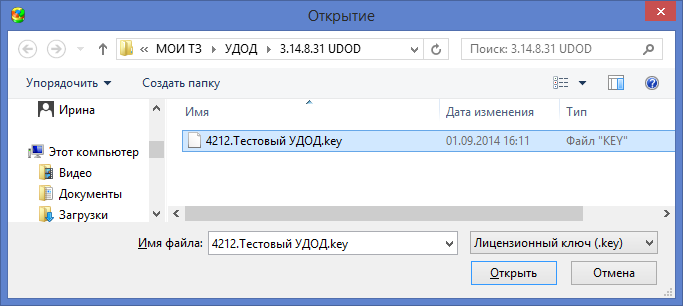 Открытие
МОИ ТЗ УДОД 3.14.8.31 UDOD
Поиск: 3.14.8.31 UDOD
Упорядочить Создать папку
Ирина
Этот компьютер
Видео
Документы
Загрузки
Имя Дата изменения Тип
4212.Тестовый УДОД.key 01.09.2014 16:11 Файл "KEY"
Имя файла: 4212.Тестовый УДОД.key Лицензионный ключ (.key)
Открыть Отмена